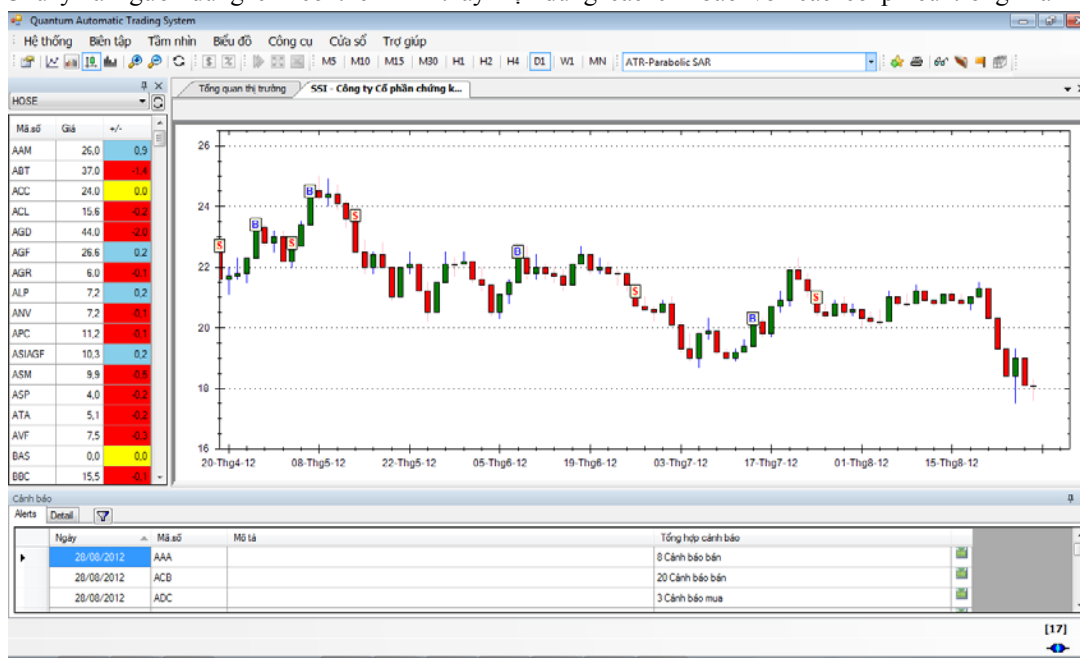 Quantum Automatic Trading System
Hệ thống Biên tập Tầm nhìn Biểu đồ Công cụ Cửa sổ Trợ giúp
M5 M10 M15 M30 H1 H2 H4 D1 W1 MN ATR-Parabolic SAR
HOSE
Tổng quan thị trường SSI - Công ty Cổ phần chứng k...
Mã số Giá +/-
AAM 26,0 0,9
ABT 37,0 -1,4
ACC 24,0 0,0
ACL 15,6 -0,2
AGD 44,0 -2,0
AGF 26,6 0,2
AGR 6,0 -0,1
ALP 7,2 0,2
ANV 7,2 -0,1
APC 11,2 -0,1
ASIAGF 10,3 0,2
ASM 9,9 -0,5
ASP 4,0 -0,2
ATA 5,1 -0,2
AVF 7,5 -0,3
BAS 0,0 0,0
BBC 15,5 -0,1
26
24
22
20
18
16
S B S B S B S B S
20-Thg4-12 08-Thg5-12 22-Thg5-12 05-Thg6-12 19-Thg6-12 03-Thg7-12 17-Thg7-12 01-Thg8-12 15-Thg8-12
Cảnh báo
Alerts Detail
Ngày Mã số Mô tả Tổng hợp cảnh báo
28/08/2012 AAA 8 Cảnh báo bán
28/08/2012 ACB 20 Cảnh báo bán
28/08/2012 ADC 3 Cảnh báo mua
[17]